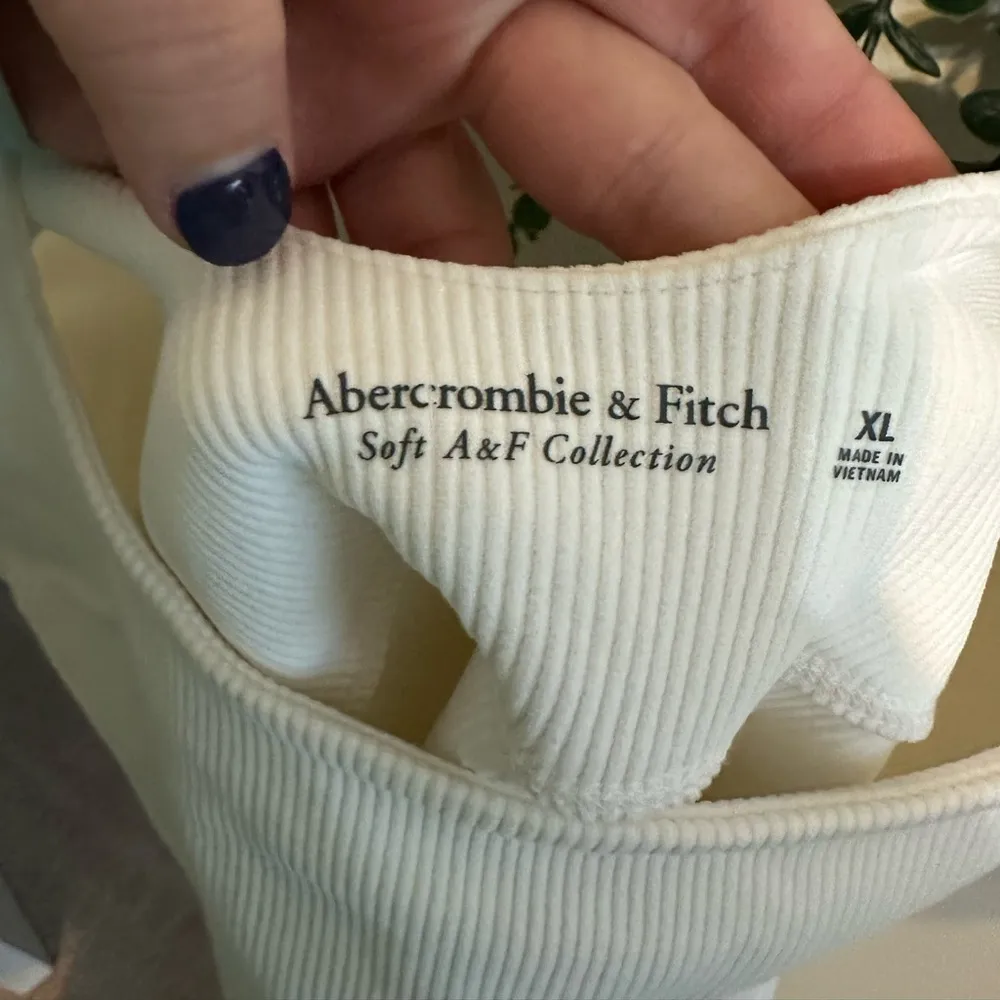 Abercrombie & Fitch
Soft A&F Collection
XL
MADE IN
VIETNAM